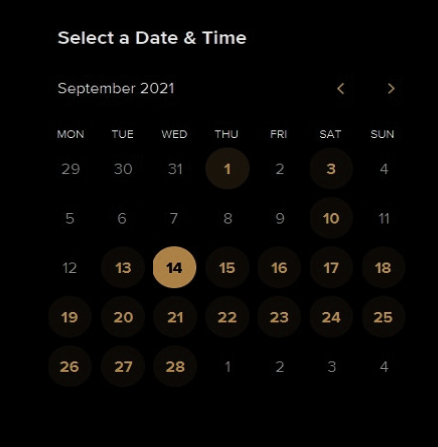 Select a Date & Time
September 2021
MON TUE WED THU FRI SAT SUN
29 30 31 1 2 3 4
5 6 7 8 9 10 11
12 13 14 15 16 17 18
19 20 21 22 23 24 25
26 27 28 1 2 3 4